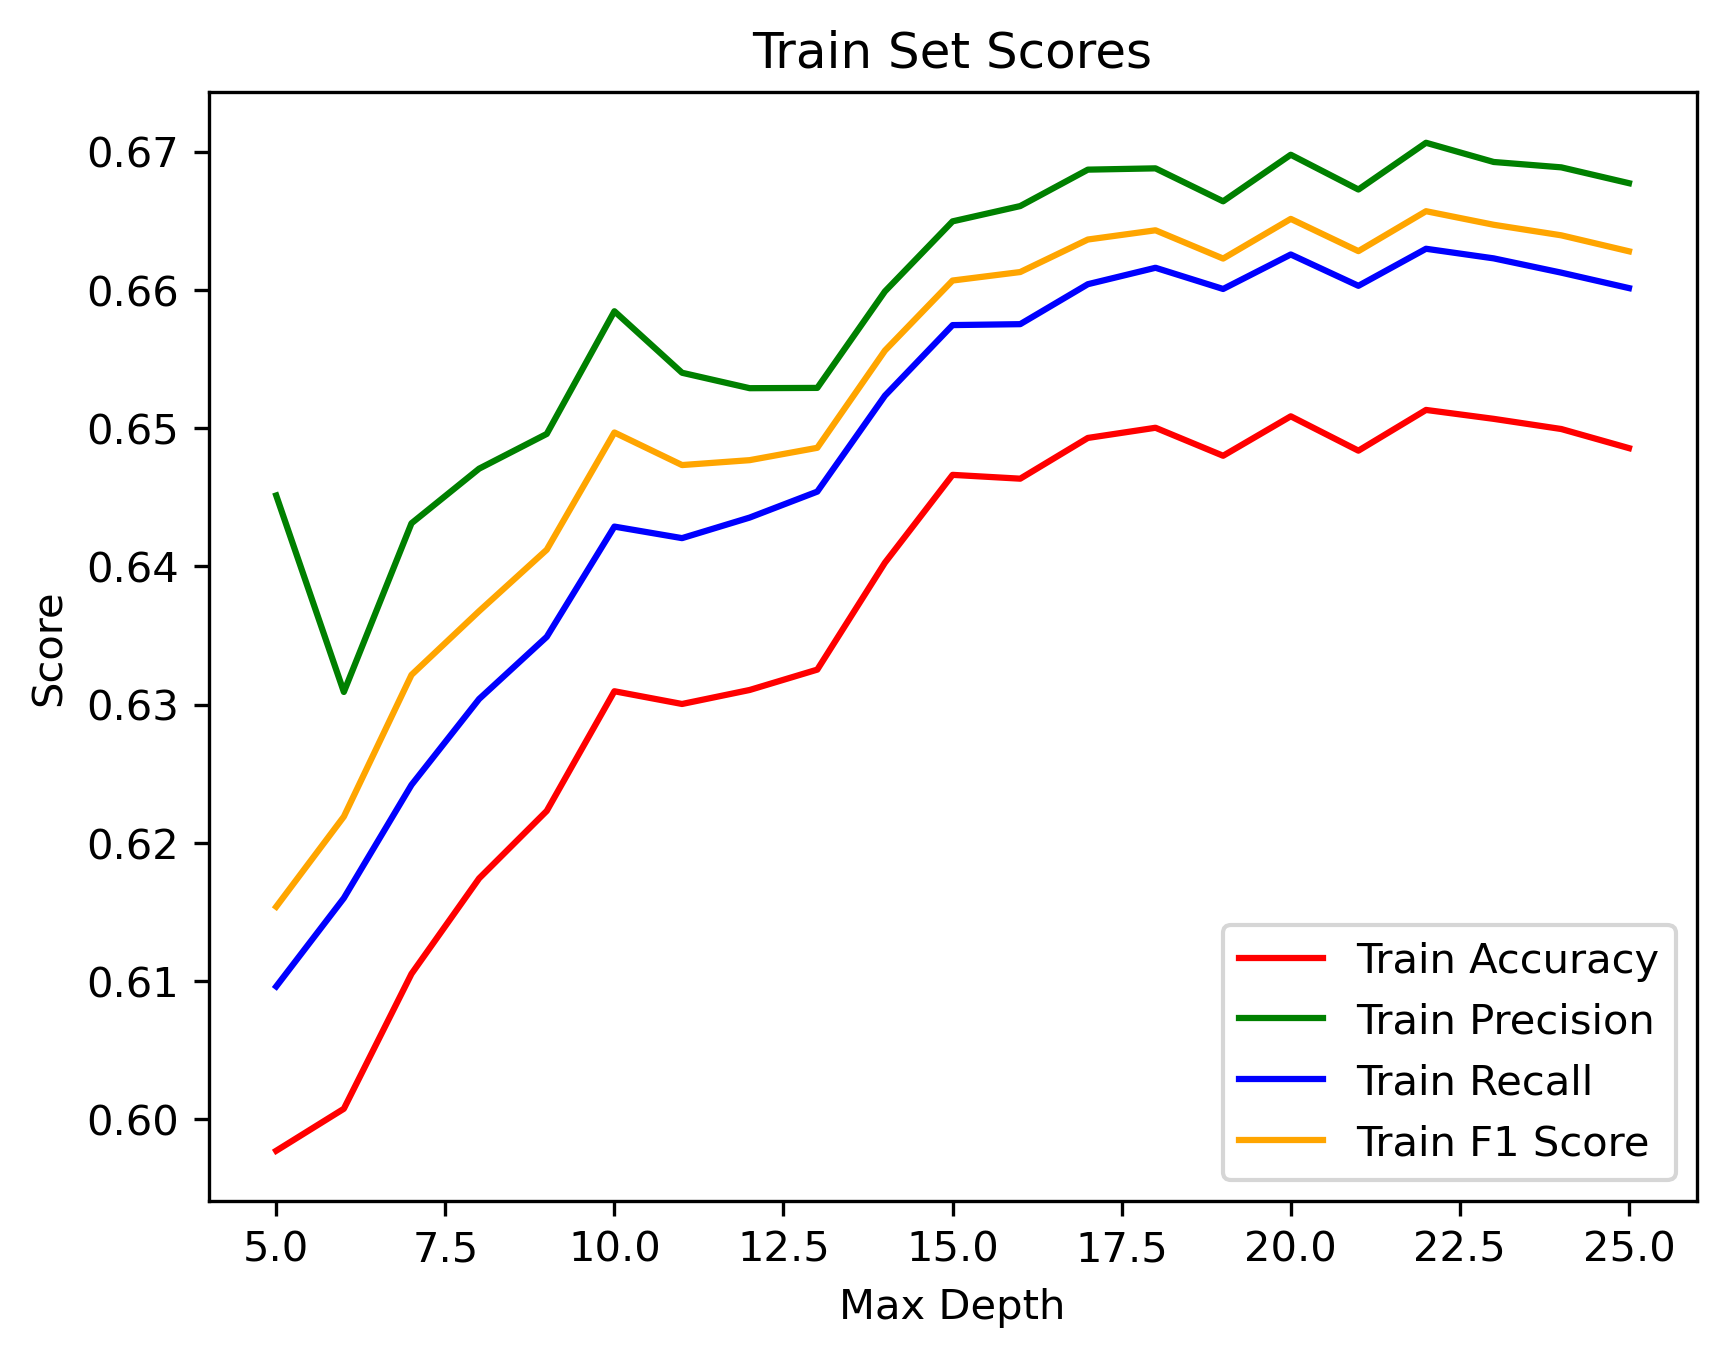 Train Set Scores
0.67
0.66
0.65
0.64
0.63
0.62
0.61
0.60
Score
Train Accuracy
Train Precision
Train Recall
Train F1 Score
5.0 7.5 10.0 12.5 15.0 17.5 20.0 22.5 25.0
Max Depth